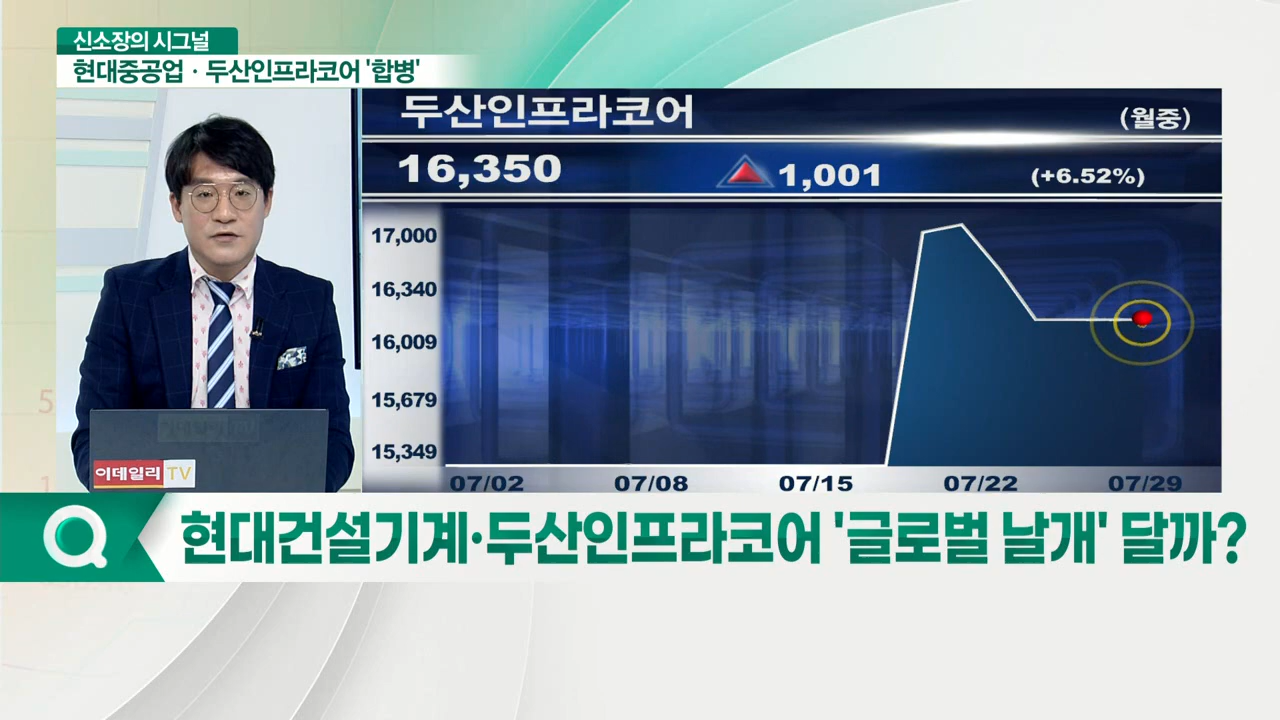 신소장의 시그널
현대중공업 · 두산인프라코어 '합병'
두산인프라코어
(월중)
16,350
1,001
(+6.52%)
17,000
16,340
16,009
15,679
15,349
07/02
07/08
07/15
07/22
07/29
이데일리 TV
현대건설기계·두산인프라코어 '글로벌 날개' 달까?
5
1